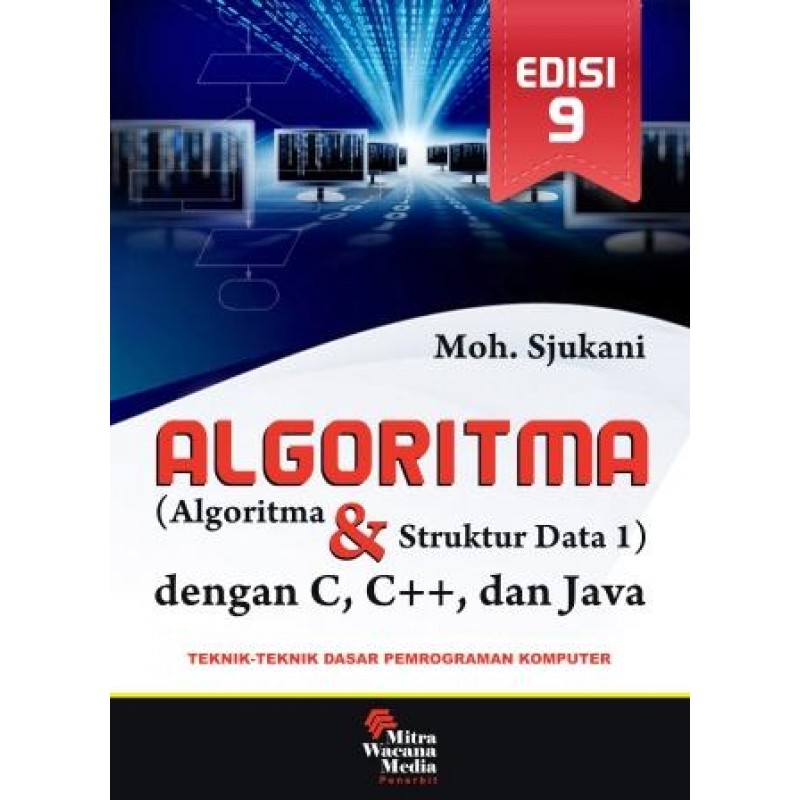 EDISI
9
Moh. Sjukani
ALGORITMA
(Algoritma & Struktur Data 1)
dengan C, C++, dan Java
TEKNIK-TEKNIK DASAR PEMROGRAMAN KOMPUTER
Mitra
Wacana
Media
Penerbit